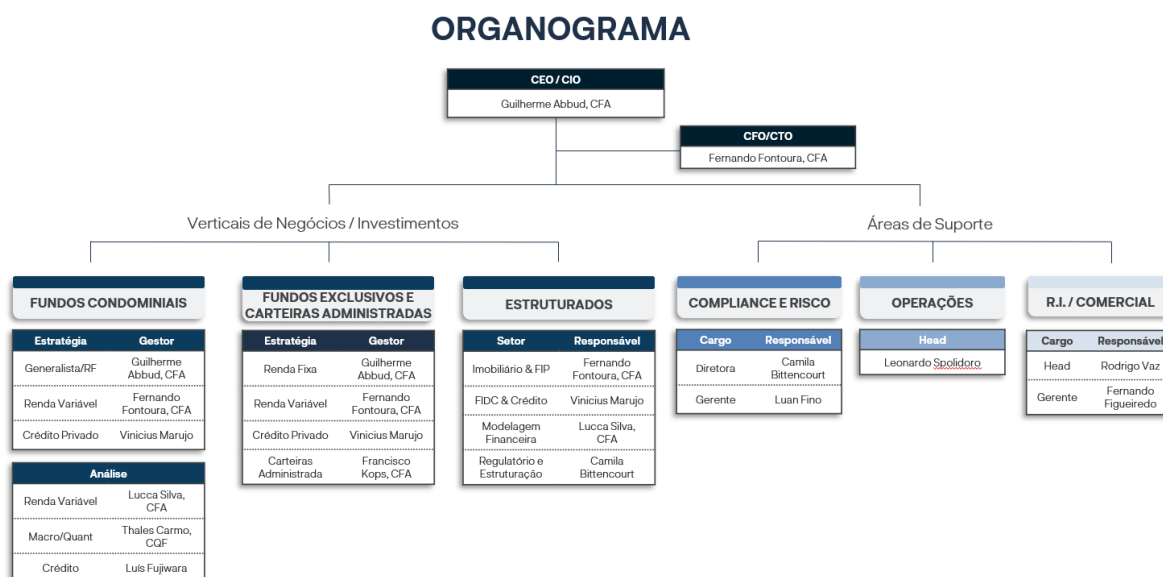 ORGANOGRAMA
CEO / CIO
Guilherme Abbud, CFA
CFO/CTO
Fernando Fontoura, CFA
Verticais de Negócios / Investimentos
Áreas de Suporte
FUNDOS CONDOMINIAIS
Estratégia Gestor
Generalista/RF Guilherme
Abbud, CFA
Renda Variável Fernando
Fontoura, CFA
Crédito Privado Vinicius Marujo
Análise
Renda Variável Lucca Silva,
CFA
Macro/Quant Thales Carmo,
CQF
Crédito Luís Fujiwara
FUNDOS EXCLUSIVOS E
CARTEIRAS ADMINISTRADAS
Estratégia Gestor
Renda Fixa Guilherme
Abbud, CFA
Renda Variável Fernando
Fontoura, CFA
Crédito Privado Vinicius Marujo
Carteiras Francisco
Administrada Kops, CFA
ESTRUTURADOS
Setor Responsável
Imobiliário & FIP Fernando
Fontoura, CFA
FIDC & Crédito Vinicius Marujo
Modelagem Lucca Silva,
Financeira CFA
Regulatório e Camila
Estruturação Bittencourt
COMPLIANCE E RISCO
Cargo Responsável
Diretora Camila
Bittencourt
Gerente Luan Fino
OPERAÇÕES
Head
Leonardo Spolidoro
R.I. / COMERCIAL
Cargo Responsável
Head Rodrigo Vaz
Gerente Fernando
Figueiredo